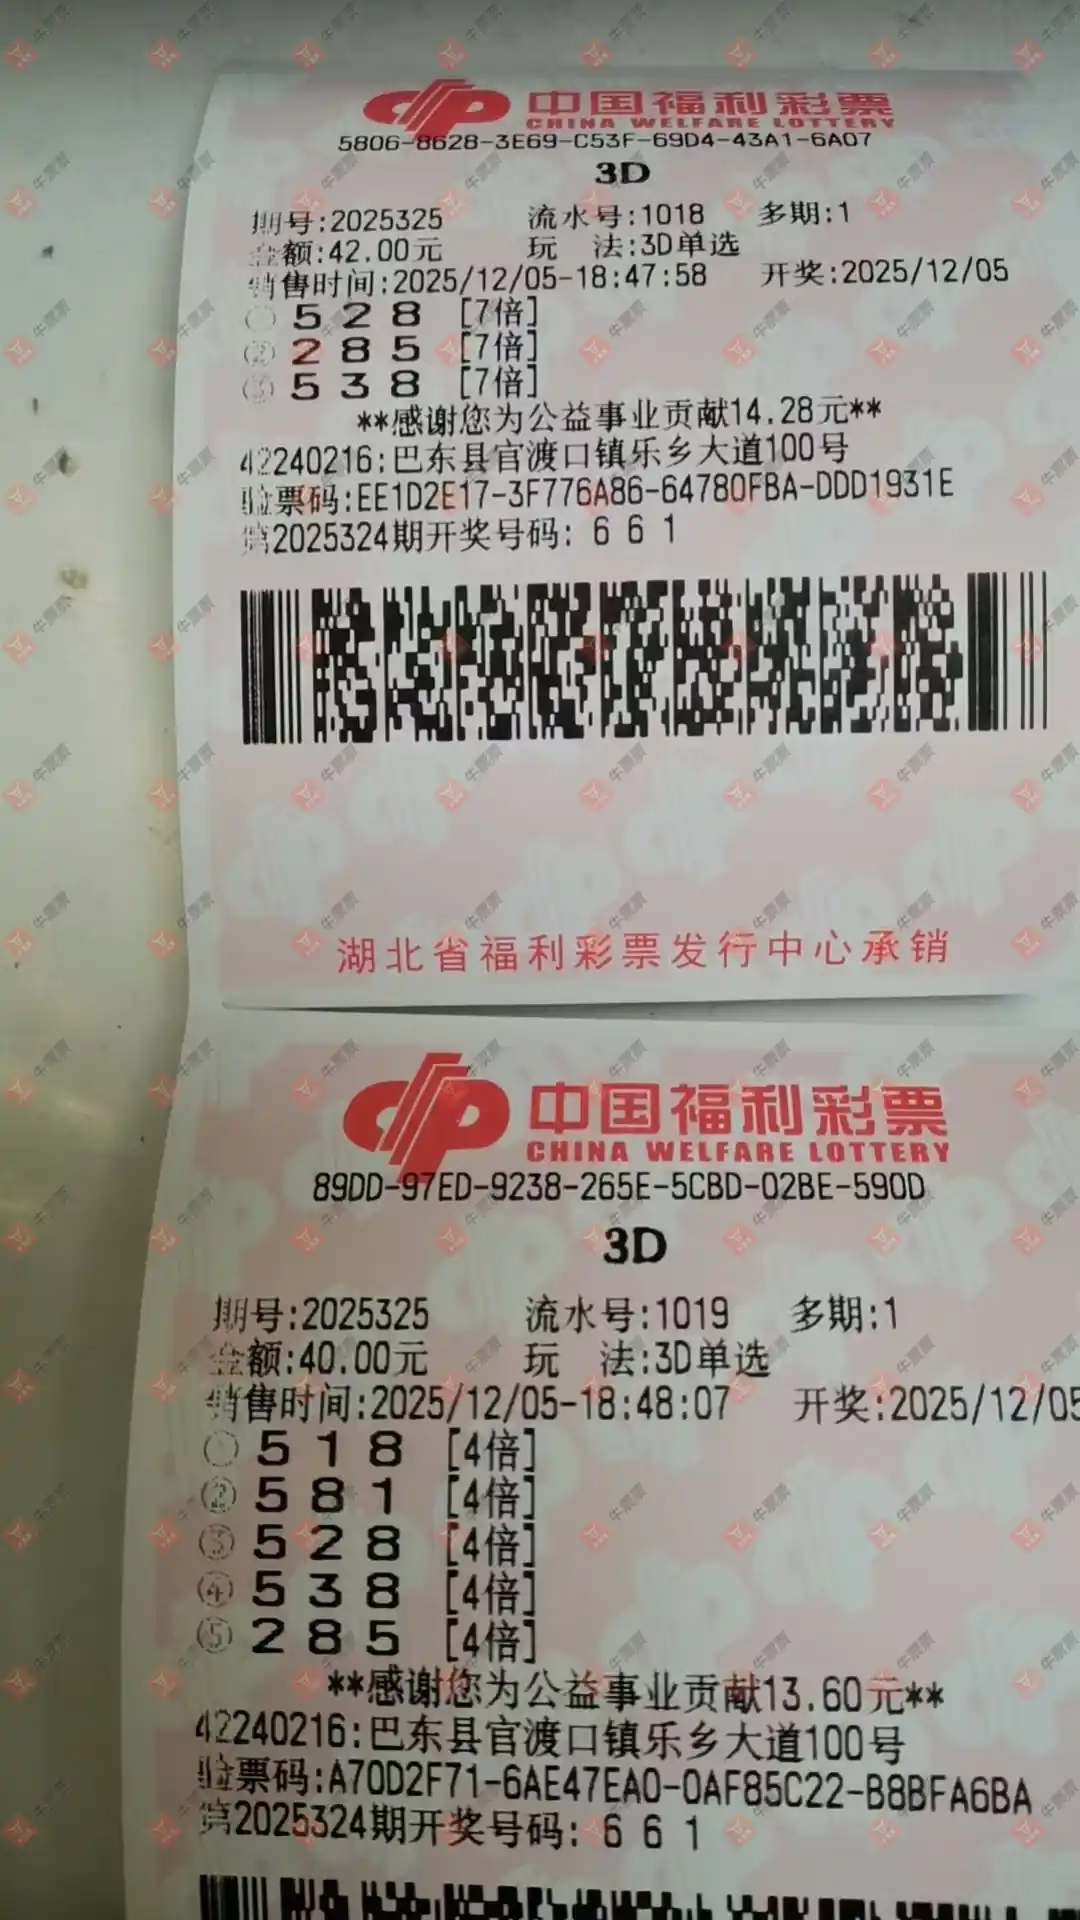 中国福利彩票
CHINA WELFARE LOTTERY
5806-8628-3E69-C53F-69D4-43A1-6A07
3D
期号:2025325 流水号:1018 多期:1
金额:42.00元 玩 法:3D单选
销售时间:2025/12/05-18:47:58 开奖:2025/12/05
① 5 2 8 [7倍]
② 2 8 5 [7倍]
③ 5 3 8 [7倍]
**感谢您为公益事业贡献14.28元**
42240216:巴东县官渡口镇乐乡大道100号
验票码:EE1D2E17-3F776A86-64780FBA-DDD1931E
第2025324期开奖号码: 6 6 1
湖北省福利彩票发行中心承销
中国福利彩票
CHINA WELFARE LOTTERY
89DD-97ED-9238-265E-5CBD-02BE-590D
3D
期号:2025325 流水号:1019 多期:1
金额:40.00元 玩 法:3D单选
销售时间:2025/12/05-18:48:07 开奖:2025/12/05
① 5 1 8 [4倍]
② 5 8 1 [4倍]
③ 5 2 8 [4倍]
④ 5 3 8 [4倍]
⑤ 2 8 5 [4倍]
**感谢您为公益事业贡献13.60元**
42240216:巴东县官渡口镇乐乡大道100号
验票码:A70D2F71-6AE47EA0-0AF85C22-B8BFA6BA
第2025324期开奖号码: 6 6 1